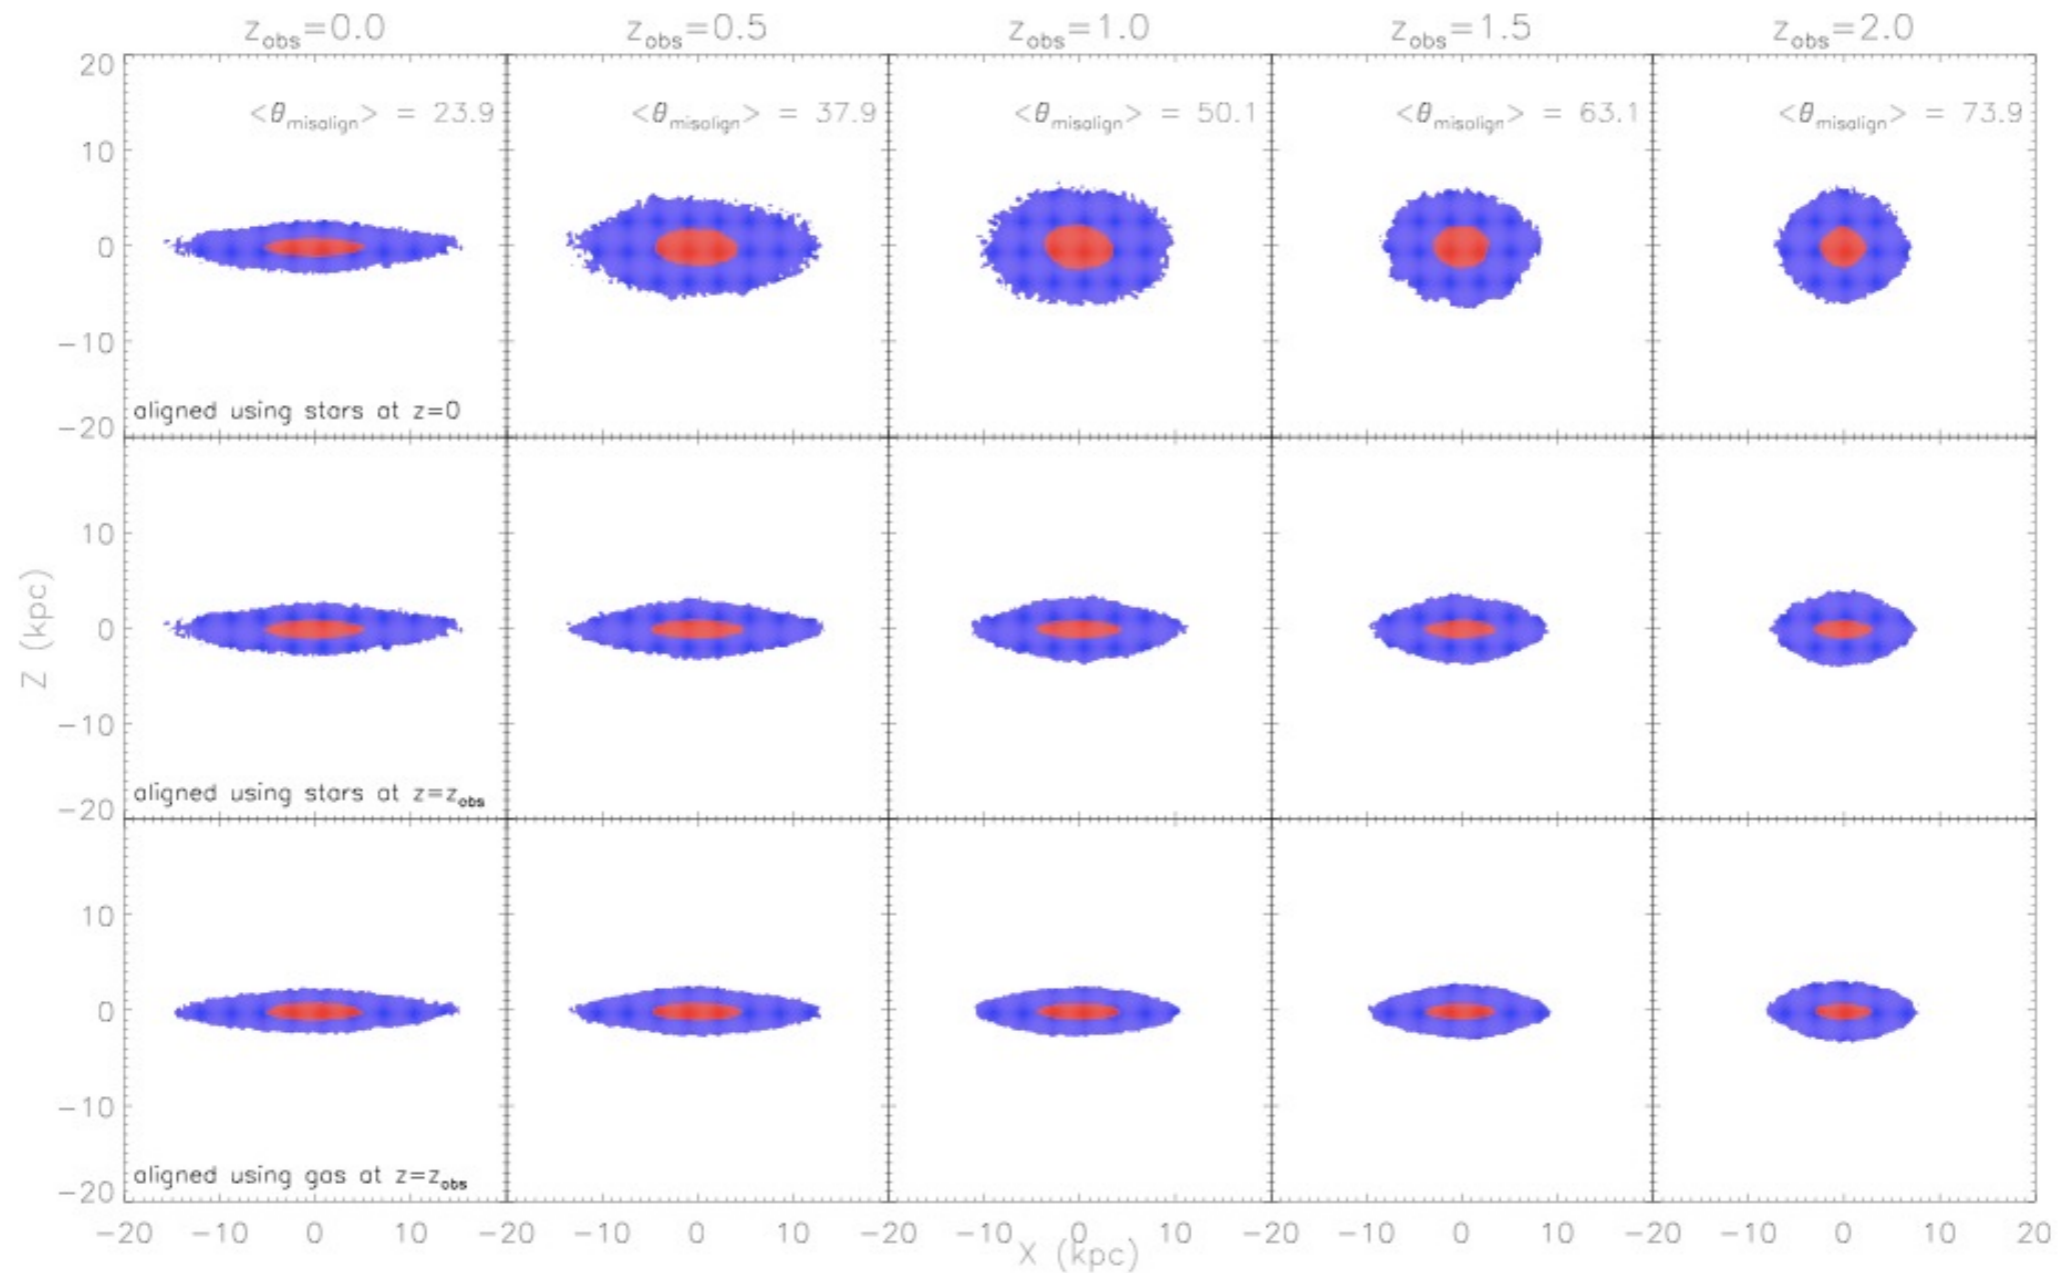 z_obs=0.0 z_obs=0.5 z_obs=1.0 z_obs=1.5 z_obs=2.0
20
<θ_misalign> = 23.9 <θ_misalign> = 37.9 <θ_misalign> = 50.1 <θ_misalign> = 63.1 <θ_misalign> = 73.9
10
0
−10
aligned using stars at z=0
−20
10
0
Z (kpc)
−10
aligned using stars at z=z_obs
−20
10
0
−10
aligned using gas at z=z_obs
−20
−20 −10 0 10 −20 −10 0 10 −20 −10 0 10 −20 −10 0 10 −20 −10 0 10 20
X (kpc)